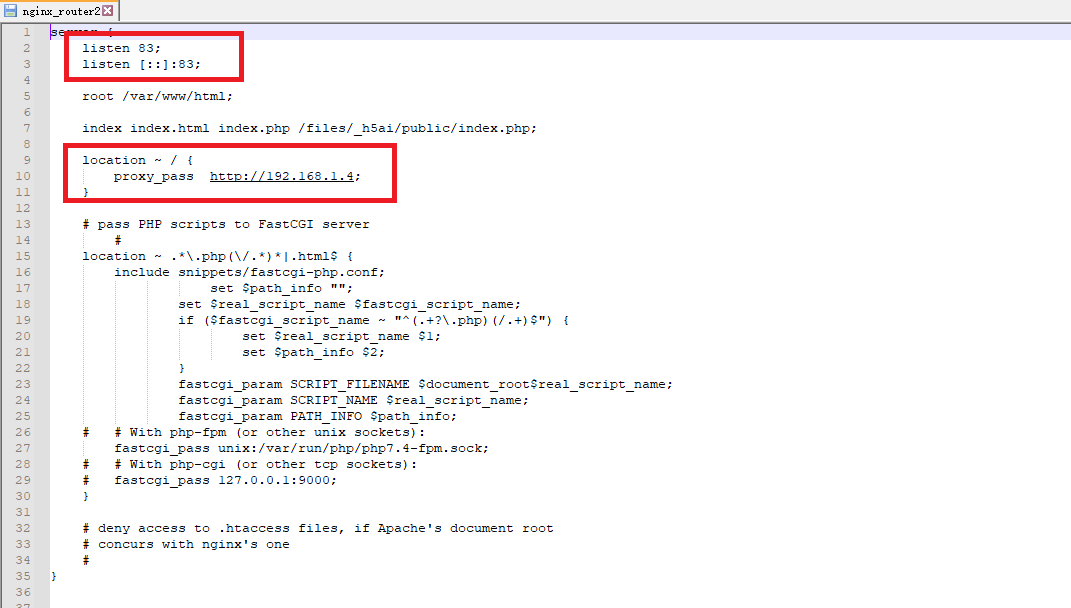 nginx_router2
1 server {
2 listen 83;
3 listen [::]:83;
4
5 root /var/www/html;
6
7 index index.html index.php /files/_h5ai/public/index.php;
8
9 location ~ / {
10 proxy_pass  http://192.168.1.4;
11 }
12
13 # pass PHP scripts to FastCGI server
14 #
15 location ~ .*\.php(\/.*)*|.html$ {
16 include snippets/fastcgi-php.conf;
17 set $path_info "";
18 set $real_script_name $fastcgi_script_name;
19 if ($fastcgi_script_name ~ "^(.+?\.php)(/.+)$") {
20 set $real_script_name $1;
21 set $path_info $2;
22 }
23 fastcgi_param SCRIPT_FILENAME $document_root$real_script_name;
24 fastcgi_param SCRIPT_NAME $real_script_name;
25 fastcgi_param PATH_INFO $path_info;
26 #   # With php-fpm (or other unix sockets):
27 fastcgi_pass unix:/var/run/php/php7.4-fpm.sock;
28 #   # With php-cgi (or other tcp sockets):
29 #   fastcgi_pass 127.0.0.1:9000;
30 }
31
32 # deny access to .htaccess files, if Apache's document root
33 # concurs with nginx's one
34 #
35 }
36
37